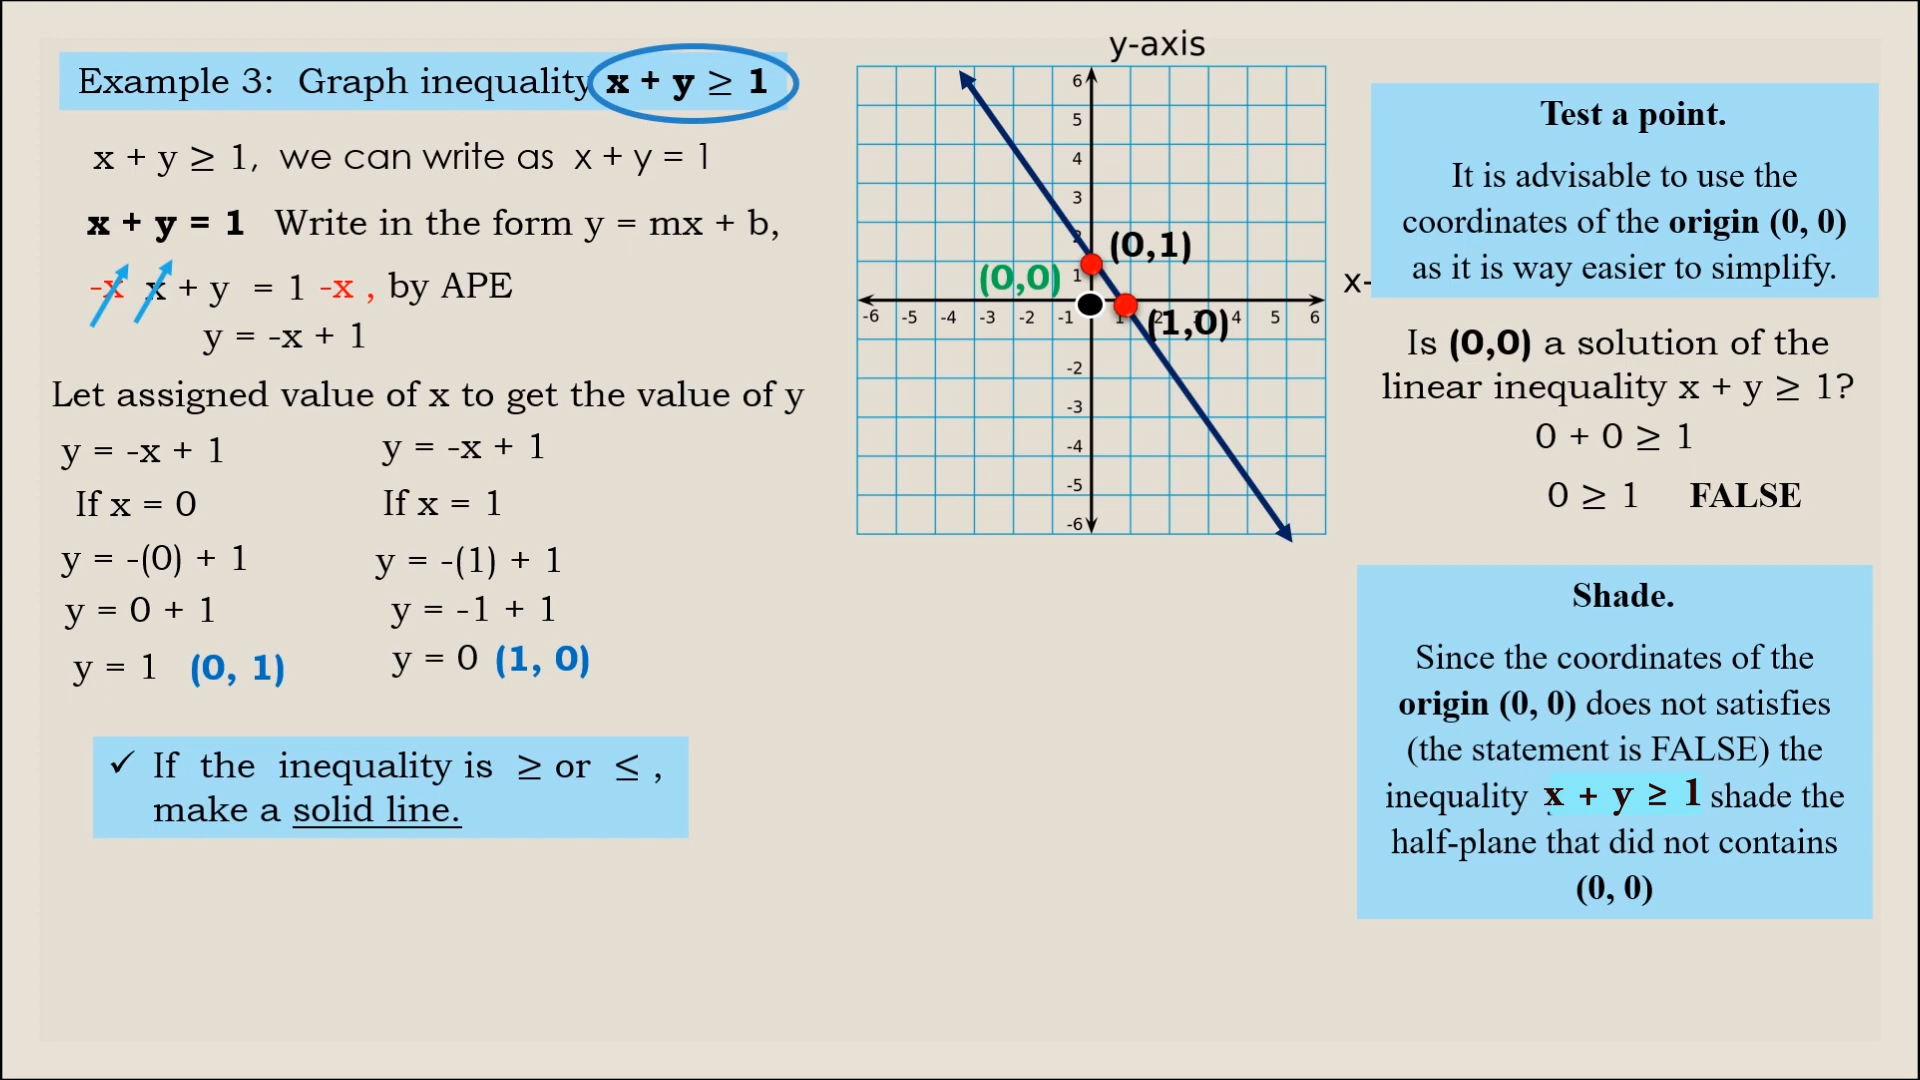 Example 3: Graph inequality x + y ≥ 1
x + y ≥ 1, we can write as x + y = 1
x + y = 1 Write in the form y = mx + b,
-x x + y = 1 -x , by APE
y = -x + 1
Let assigned value of x to get the value of y
y = -x + 1
If x = 0
y = -(0) + 1
y = 0 + 1
y = 1 (0, 1)
y = -x + 1
If x = 1
y = -(1) + 1
y = -1 + 1
y = 0 (1, 0)
✓ If the inequality is ≥ or ≤ ,
make a solid line.
y-axis
6
5
4
3
2
(0,1)
(0,0) 1
x-
-6 -5 -4 -3 -2 -1 1 2 4 5 6
(1,0)
-2
-3
-4
-5
-6
Test a point.
It is advisable to use the
coordinates of the origin (0, 0)
as it is way easier to simplify.
Is (0,0) a solution of the
linear inequality x + y ≥ 1?
0 + 0 ≥ 1
0 ≥ 1 FALSE
Shade.
Since the coordinates of the
origin (0, 0) does not satisfies
(the statement is FALSE) the
inequality x + y ≥ 1 shade the
half-plane that did not contains
(0, 0)